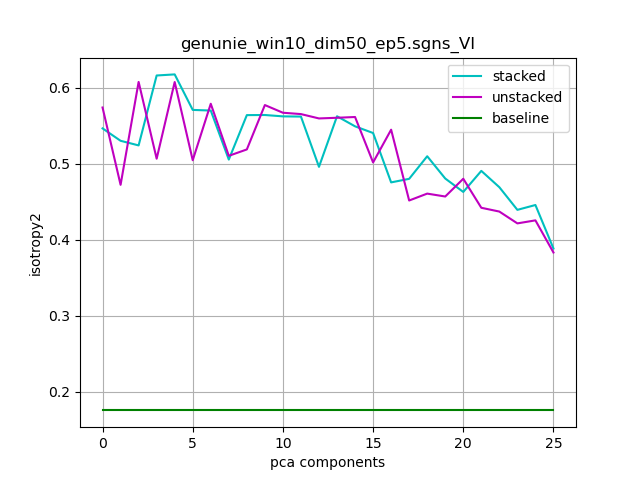 genunie_win10_dim50_ep5.sgns_VI
stacked
unstacked
baseline
isotropy2
0.6
0.5
0.4
0.3
0.2
0
5
10
15
20
25
pca components